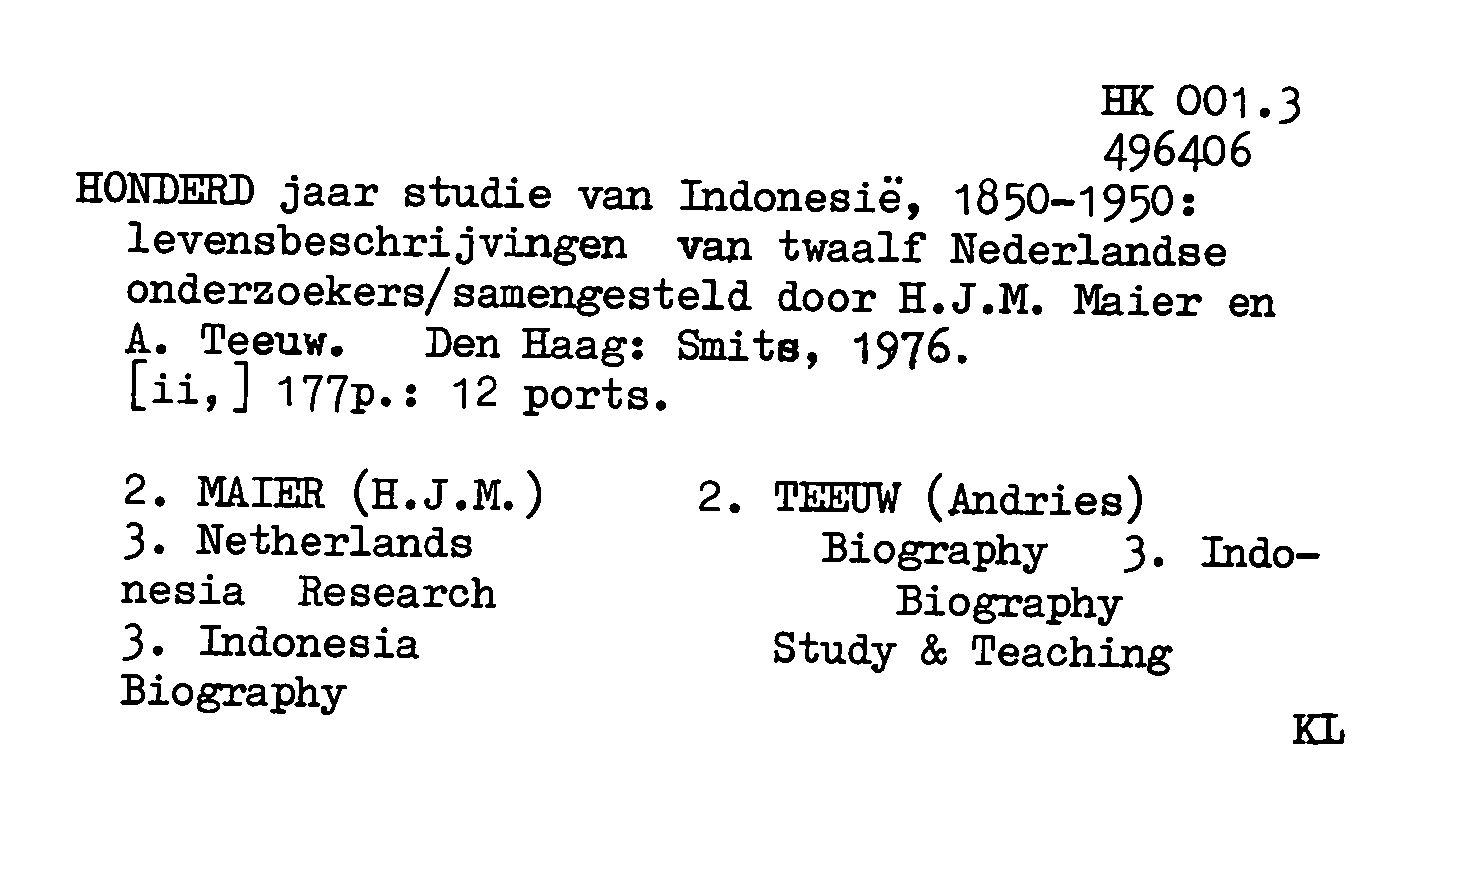 HK 001.3
496406
HONDERD jaar studie van Indonesië, 1850-1950:
levensbeschrijvingen van twaalf Nederlandse
onderzoekers/samengesteld door H.J.M. Maier en
A. Teeuw. Den Haag: Smits, 1976.
[ii,] 177p.: 12 ports.
2. MAIER (H.J.M.) 2. TEEUW (Andries)
3. Netherlands Biography 3. Indo-
nesia Research Biography
3. Indonesia Study & Teaching
Biography
KL